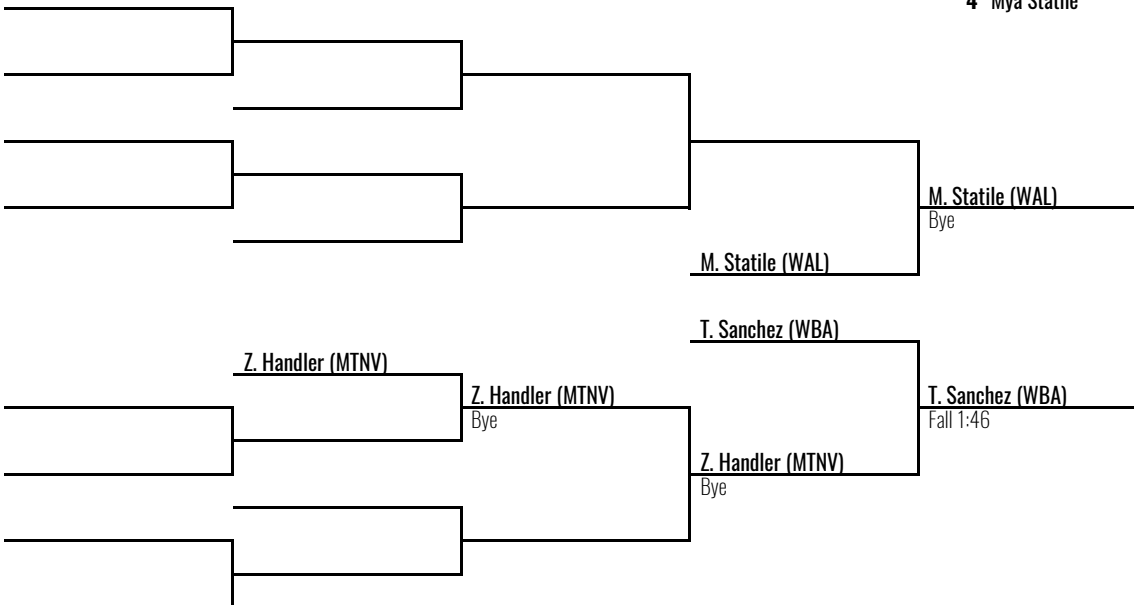 4 Mya Statile
M. Statile (WAL)
Bye
M. Statile (WAL)
T. Sanchez (WBA)
Z. Handler (MTNV)
Z. Handler (MTNV)
Bye
T. Sanchez (WBA)
Fall 1:46
Z. Handler (MTNV)
Bye